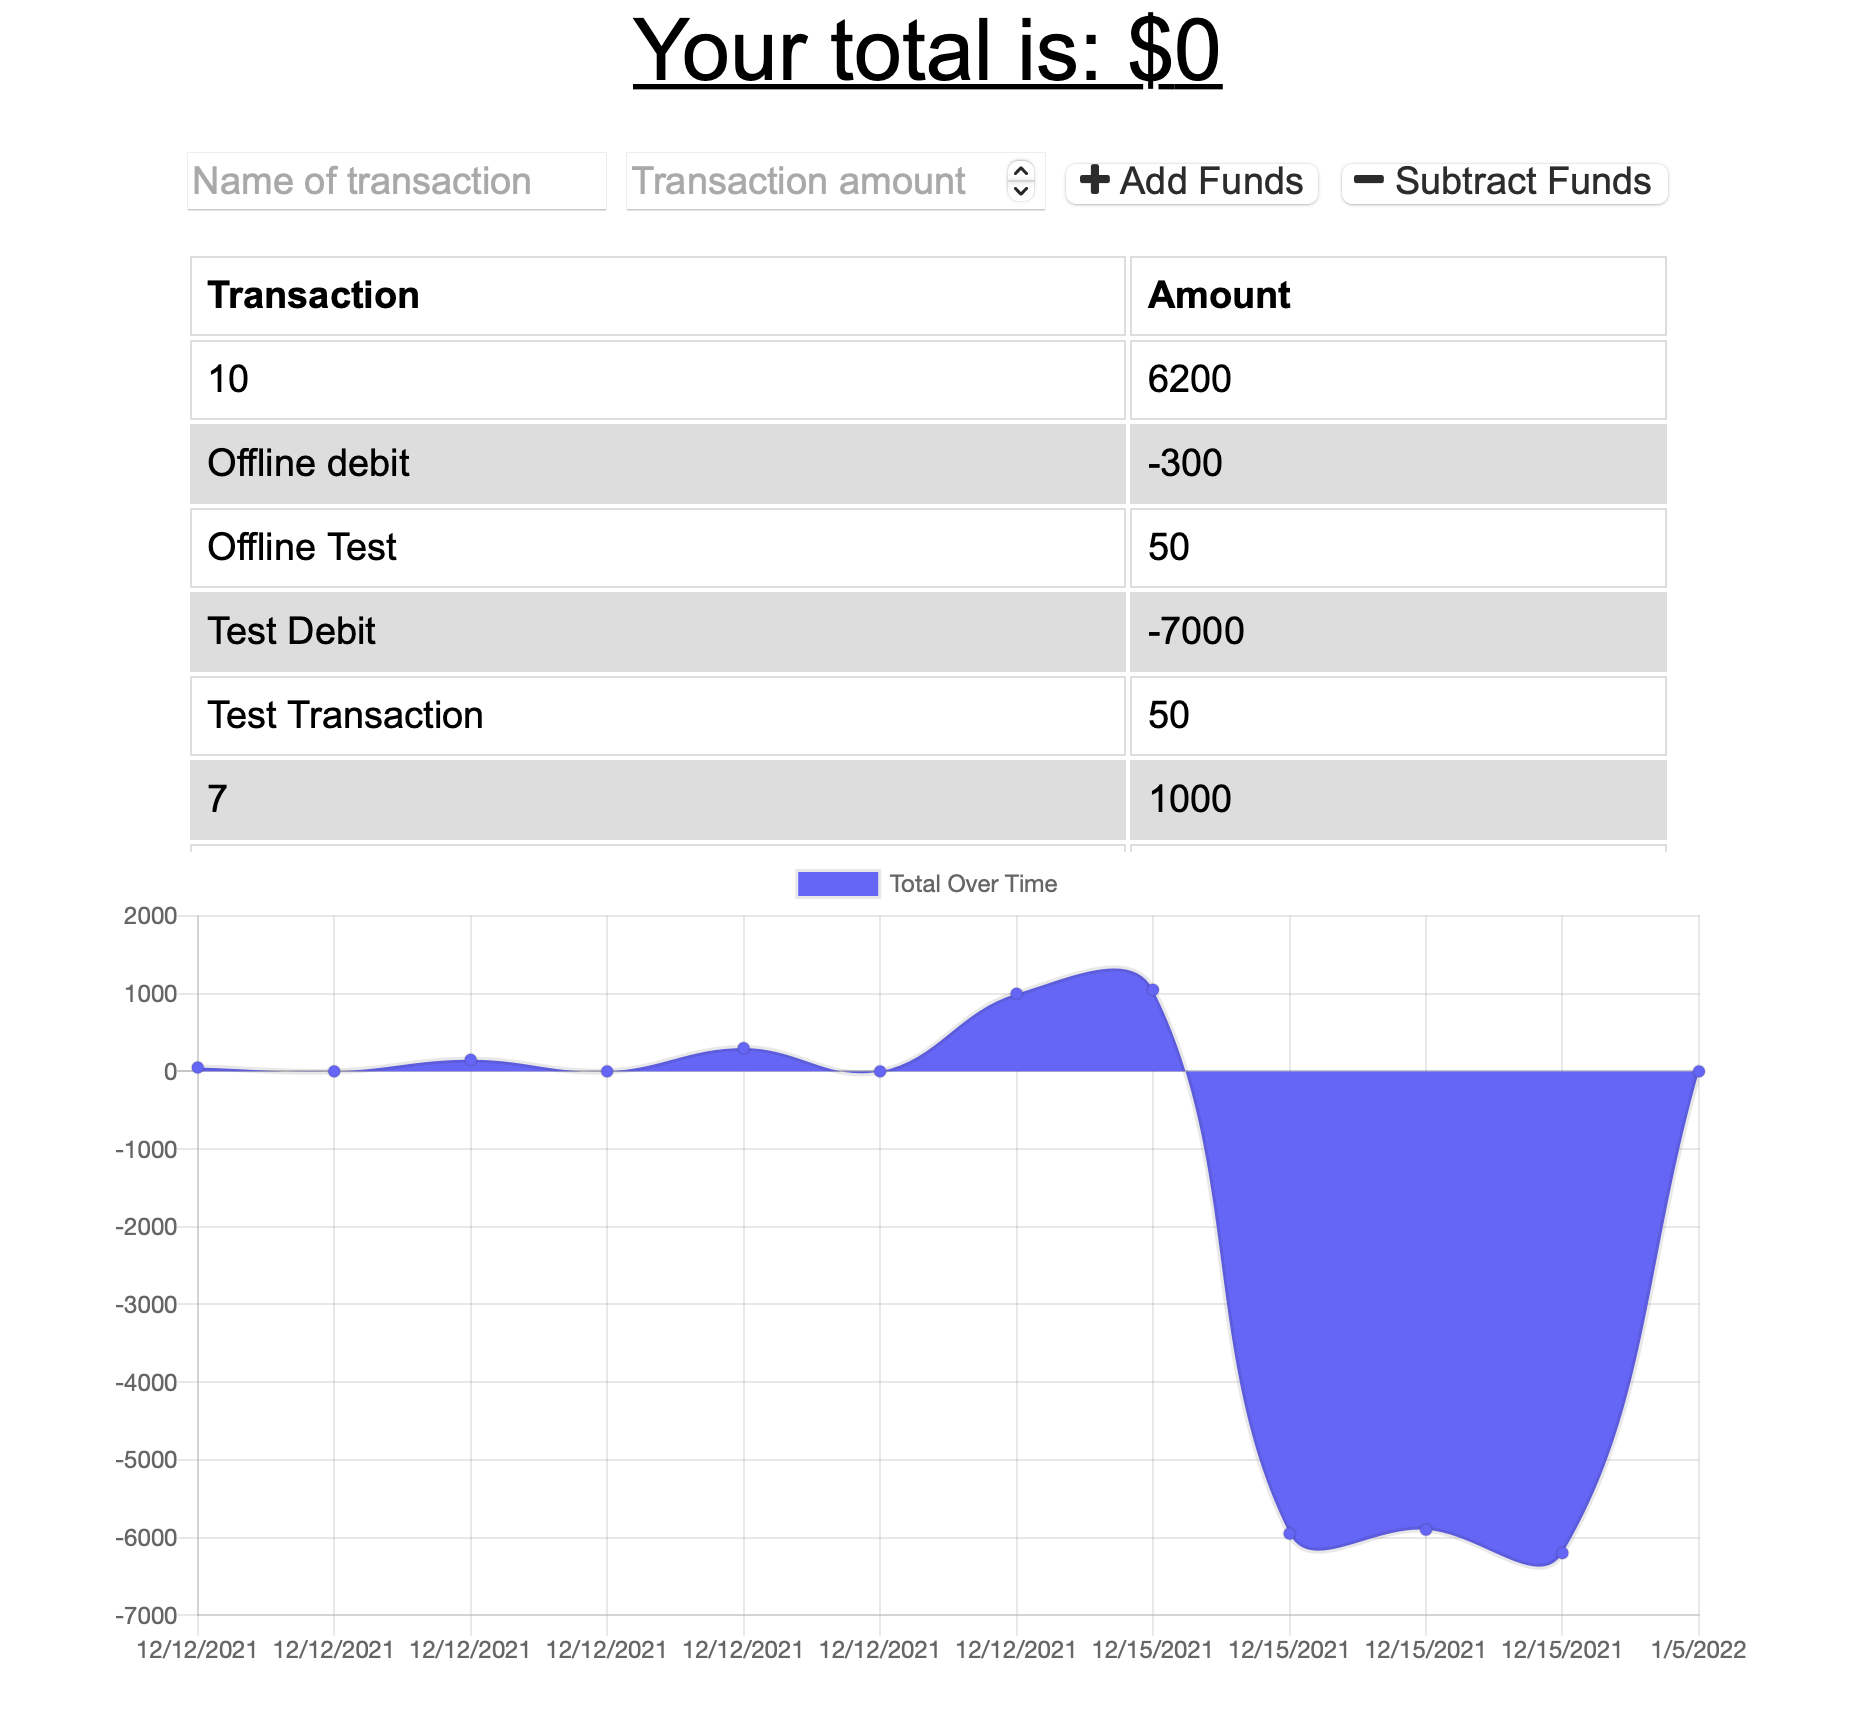 Your total is: $0
Name of transaction Transaction amount Add Funds Subtract Funds
Transaction Amount
10 6200
Offline debit -300
Offline Test 50
Test Debit -7000
Test Transaction 50
7 1000
Total Over Time
2000
1000
0
-1000
-2000
-3000
-4000
-5000
-6000
-7000
12/12/2021 12/12/2021 12/12/2021 12/12/2021 12/12/2021 12/12/2021 12/12/2021 12/15/2021 12/15/2021 12/15/2021 12/15/2021 1/5/2022